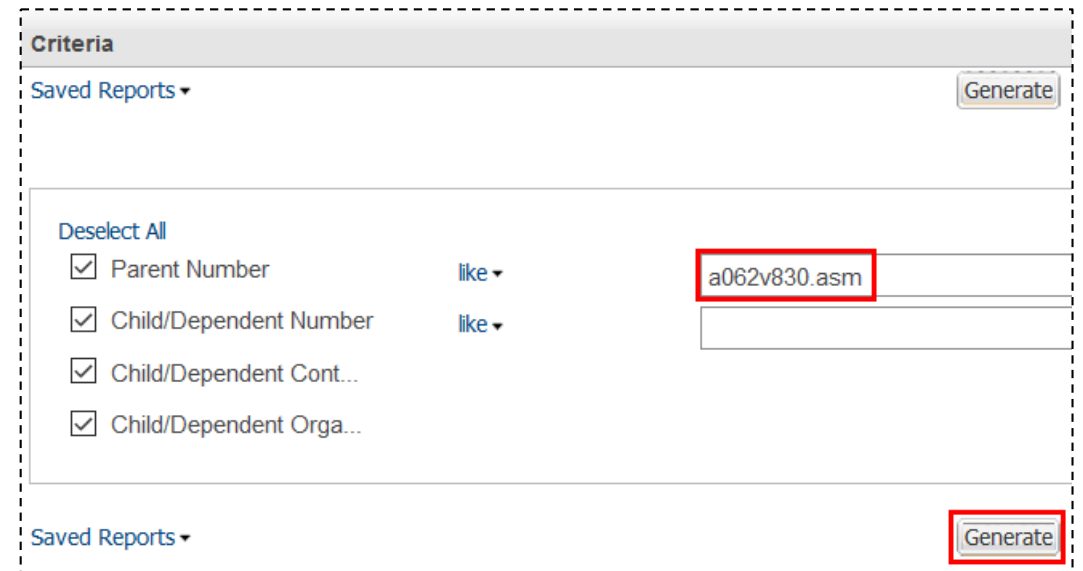 Criteria
Saved Reports Generate
Deselect All
Parent Number like a062v830.asm
Child/Dependent Number like
Child/Dependent Cont...
Child/Dependent Orga...
Saved Reports Generate